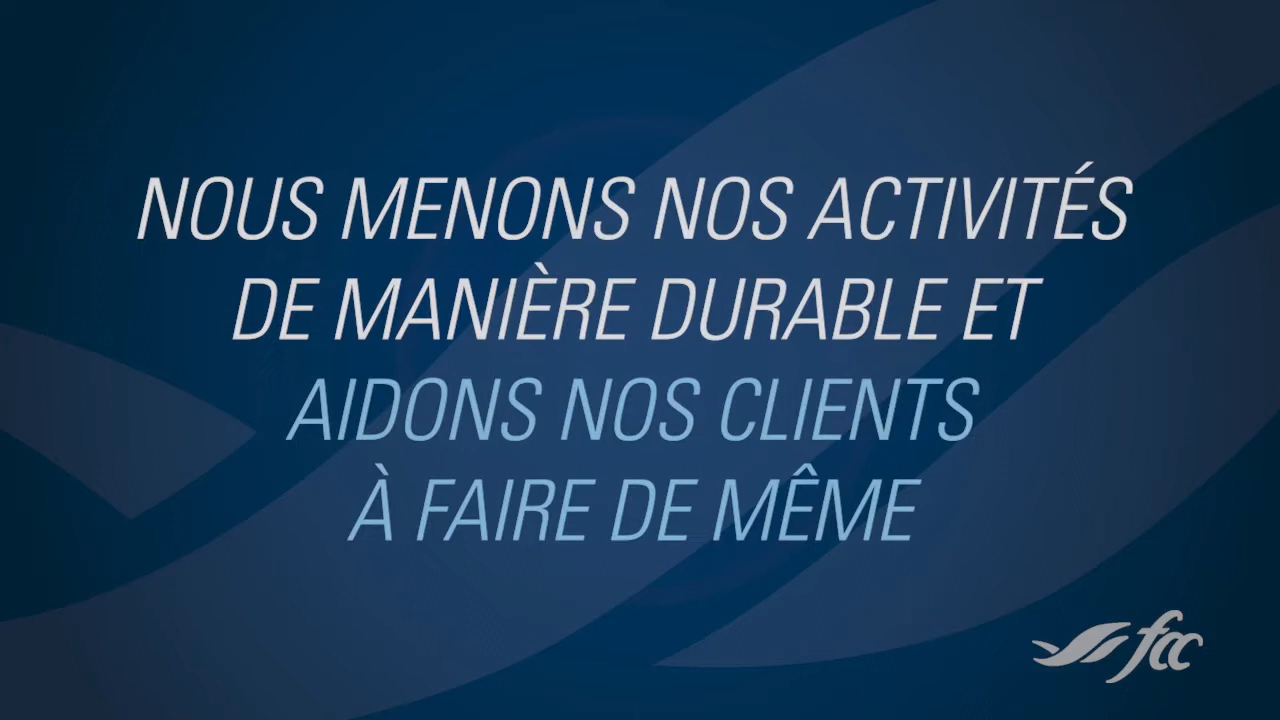 NOUS MENONS NOS ACTIVITÉS
DE MANIÈRE DURABLE ET
AIDONS NOS CLIENTS
À FAIRE DE MÊME
fcc